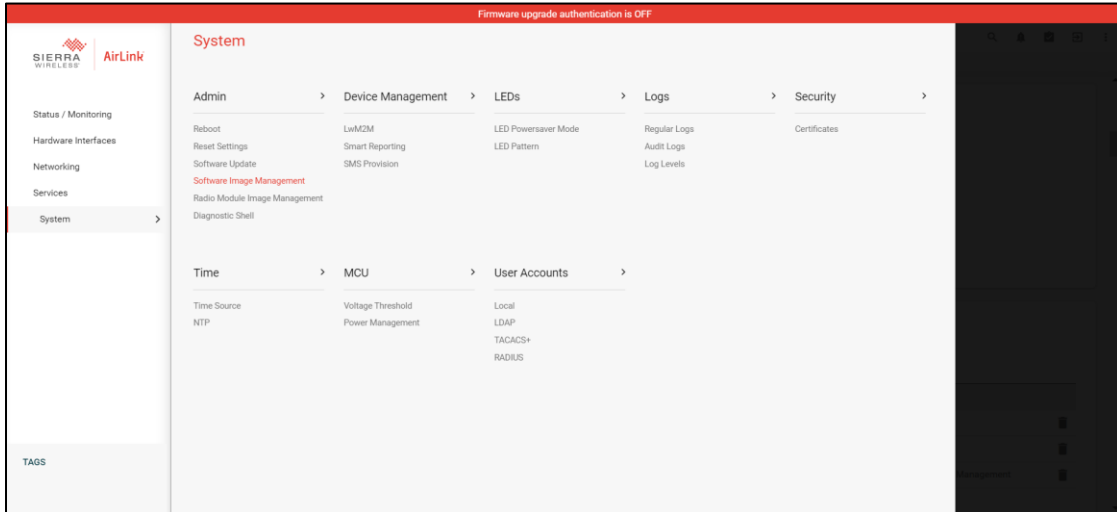 Firmware upgrade authentication is OFF
SIERRA
WIRELESS
AirLink
Status / Monitoring
Hardware Interfaces
Networking
Services
System
TAGS
System
Admin
Reboot
Reset Settings
Software Update
Software Image Management
Radio Module Image Management
Diagnostic Shell
Device Management
LwM2M
Smart Reporting
SMS Provision
LEDs
LED Powersaver Mode
LED Pattern
Logs
Regular Logs
Audit Logs
Log Levels
Security
Certificates
Time
Time Source
NTP
MCU
Voltage Threshold
Power Management
User Accounts
Local
LDAP
TACACS+
RADIUS
Management